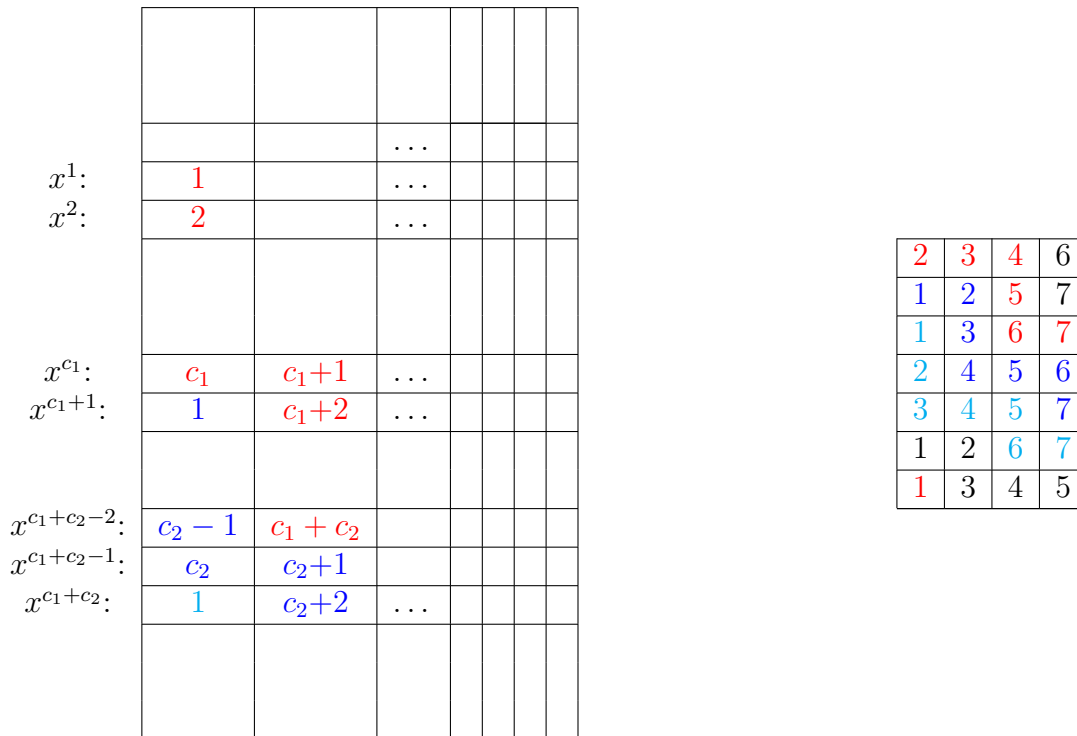 …
x^1: 1 …
x^2: 2 …
2 3 4 6
1 2 5 7
1 3 6 7
x^{c_1}: c_1 c_1+1 …
2 4 5 6
x^{c_1+1}: 1 c_1+2 …
3 4 5 7
1 2 6 7
1 3 4 5
x^{c_1+c_2-2}: c_2 − 1 c_1 + c_2
x^{c_1+c_2-1}: c_2 c_2+1
x^{c_1+c_2}: 1 c_2+2 …